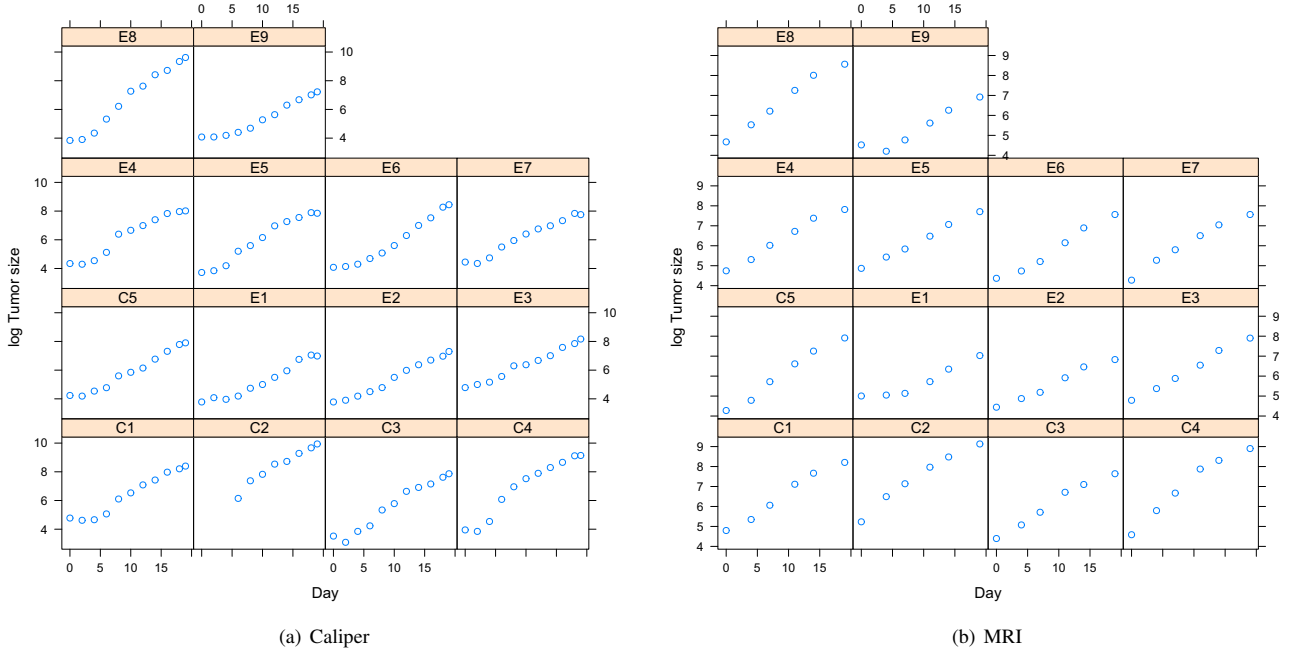 0 5 10 15
E8 E9
4 6 8 10
E4 E5 E6 E7
4 6 8 10
C5 E1 E2 E3
4 6 8 10
C1 C2 C3 C4
4 6 8 10
0 5 10 15 0 5 10 15
log Tumor size
Day
(a) Caliper
0 5 10 15
E8 E9
4 5 6 7 8 9
E4 E5 E6 E7
4 5 6 7 8 9
C5 E1 E2 E3
4 5 6 7 8 9
C1 C2 C3 C4
4 5 6 7 8 9
0 5 10 15 0 5 10 15
log Tumor size
Day
(b) MRI